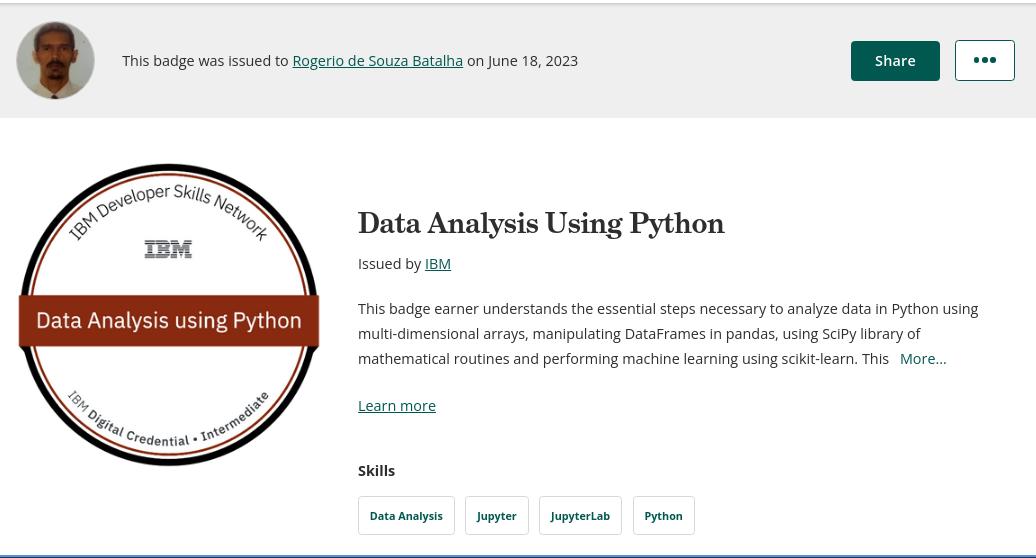 This badge was issued to Rogerio de Souza Batalha on June 18, 2023
Share
IBM Developer Skills Network
IBM
Data Analysis using Python
IBM Digital Credential • Intermediate
Data Analysis Using Python
Issued by IBM
This badge earner understands the essential steps necessary to analyze data in Python using
multi-dimensional arrays, manipulating DataFrames in pandas, using SciPy library of
mathematical routines and performing machine learning using scikit-learn. This More...
Learn more
Skills
Data Analysis
Jupyter
JupyterLab
Python